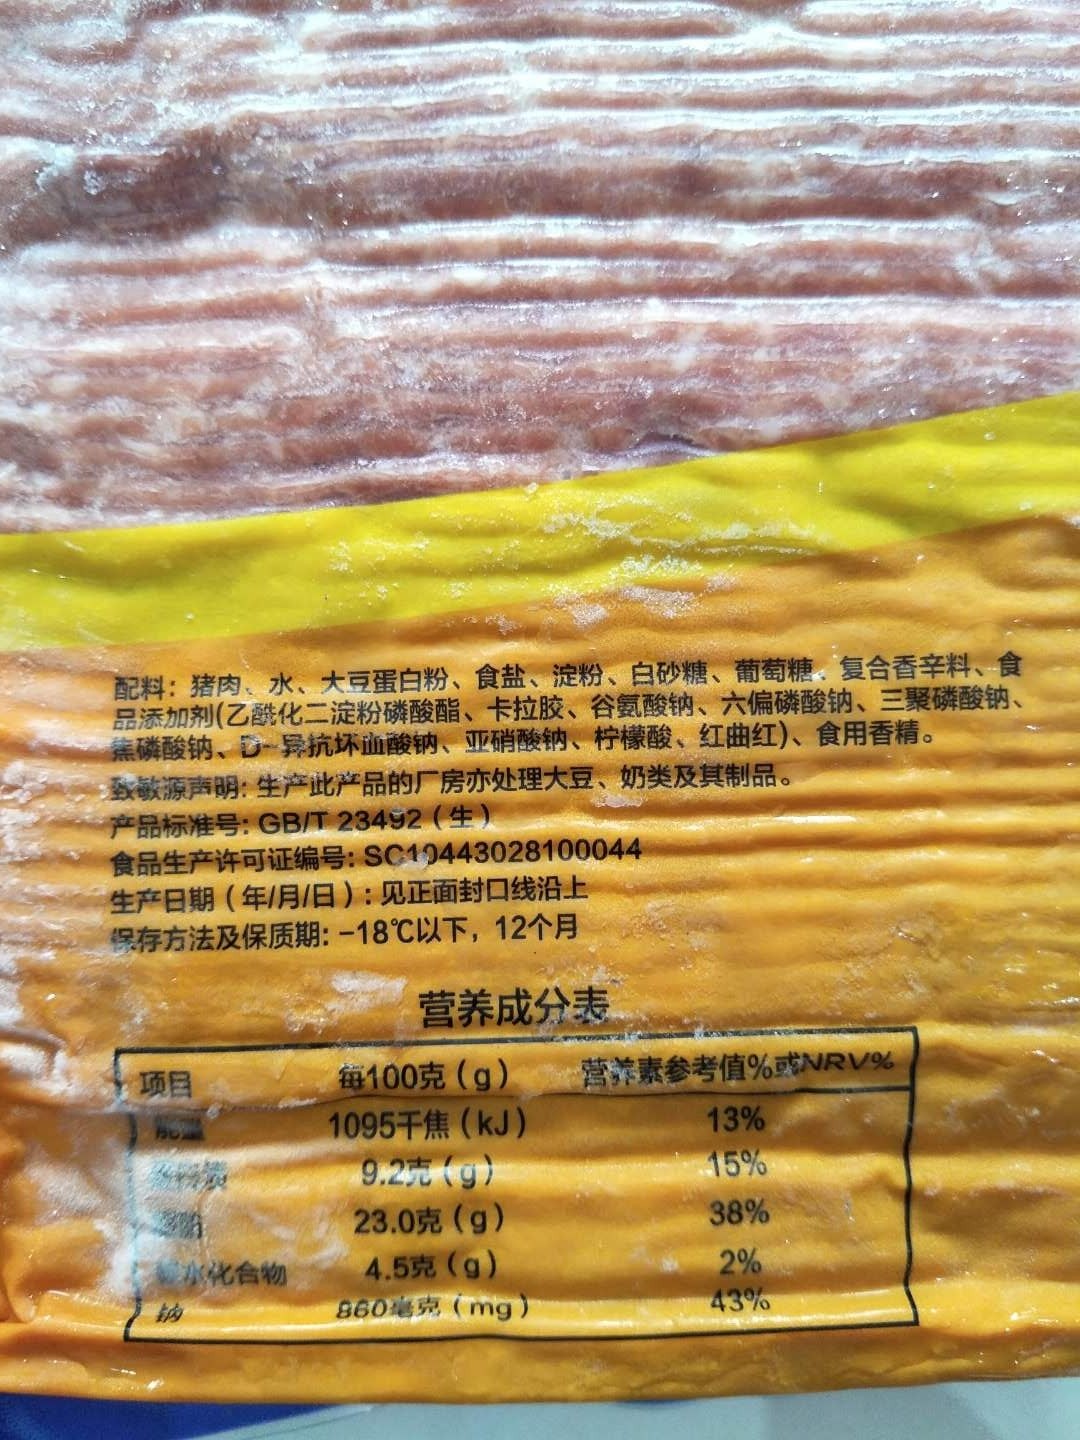 配料：猪肉、水、大豆蛋白粉、食盐、淀粉、白砂糖、葡萄糖、复合香辛料、食
品添加剂(乙酰化二淀粉磷酸酯、卡拉胶、谷氨酸钠、六偏磷酸钠、三聚磷酸钠、
焦磷酸钠、D-异抗坏血酸钠、亚硝酸钠、柠檬酸、红曲红)、食用香精。
致敏源声明：生产此产品的厂房亦处理大豆、奶类及其制品。
产品标准号：GB/T 23492（生）
食品生产许可证编号：SC10443028100044
生产日期（年/月/日）：见正面封口线沿上
保存方法及保质期：-18℃以下，12个月
营养成分表
项目 每100克（g） 营养素参考值%或NRV%
能量 1095千焦（kJ） 13%
9.2克（g） 15%
23.0克（g） 38%
碳水化合物 4.5克（g） 2%
钠 860毫克（mg） 43%